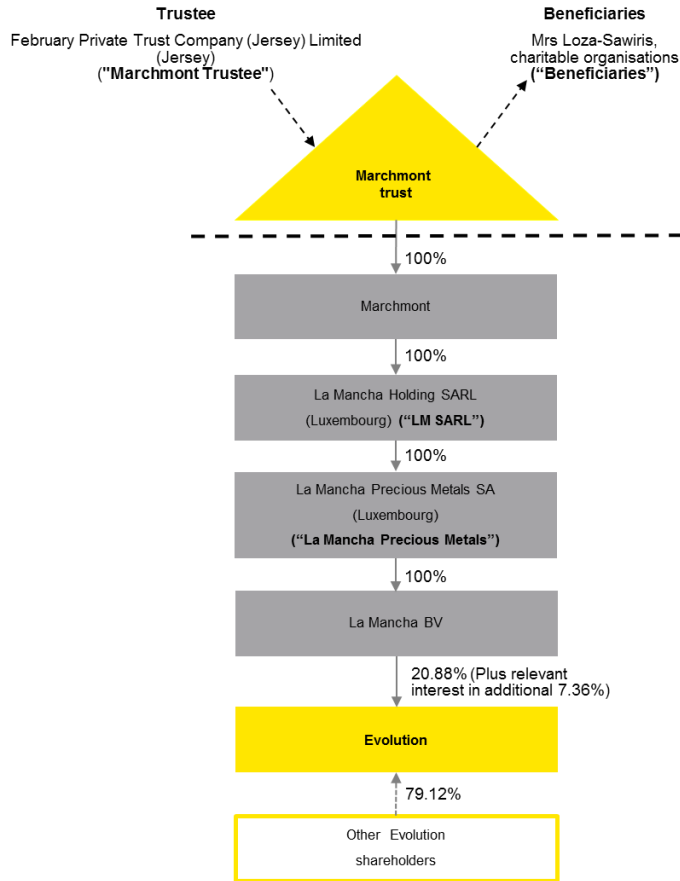 Trustee
February Private Trust Company (Jersey) Limited
(Jersey)
("Marchmont Trustee")
Beneficiaries
Mrs Loza-Sawiris,
charitable organisations
(“Beneficiaries”)
Marchmont
trust
100%
Marchmont
100%
La Mancha Holding SARL
(Luxembourg) (“LM SARL”)
100%
La Mancha Precious Metals SA
(Luxembourg)
(“La Mancha Precious Metals”)
100%
La Mancha BV
20.88% (Plus relevant
interest in additional 7.36%)
Evolution
79.12%
Other Evolution
shareholders